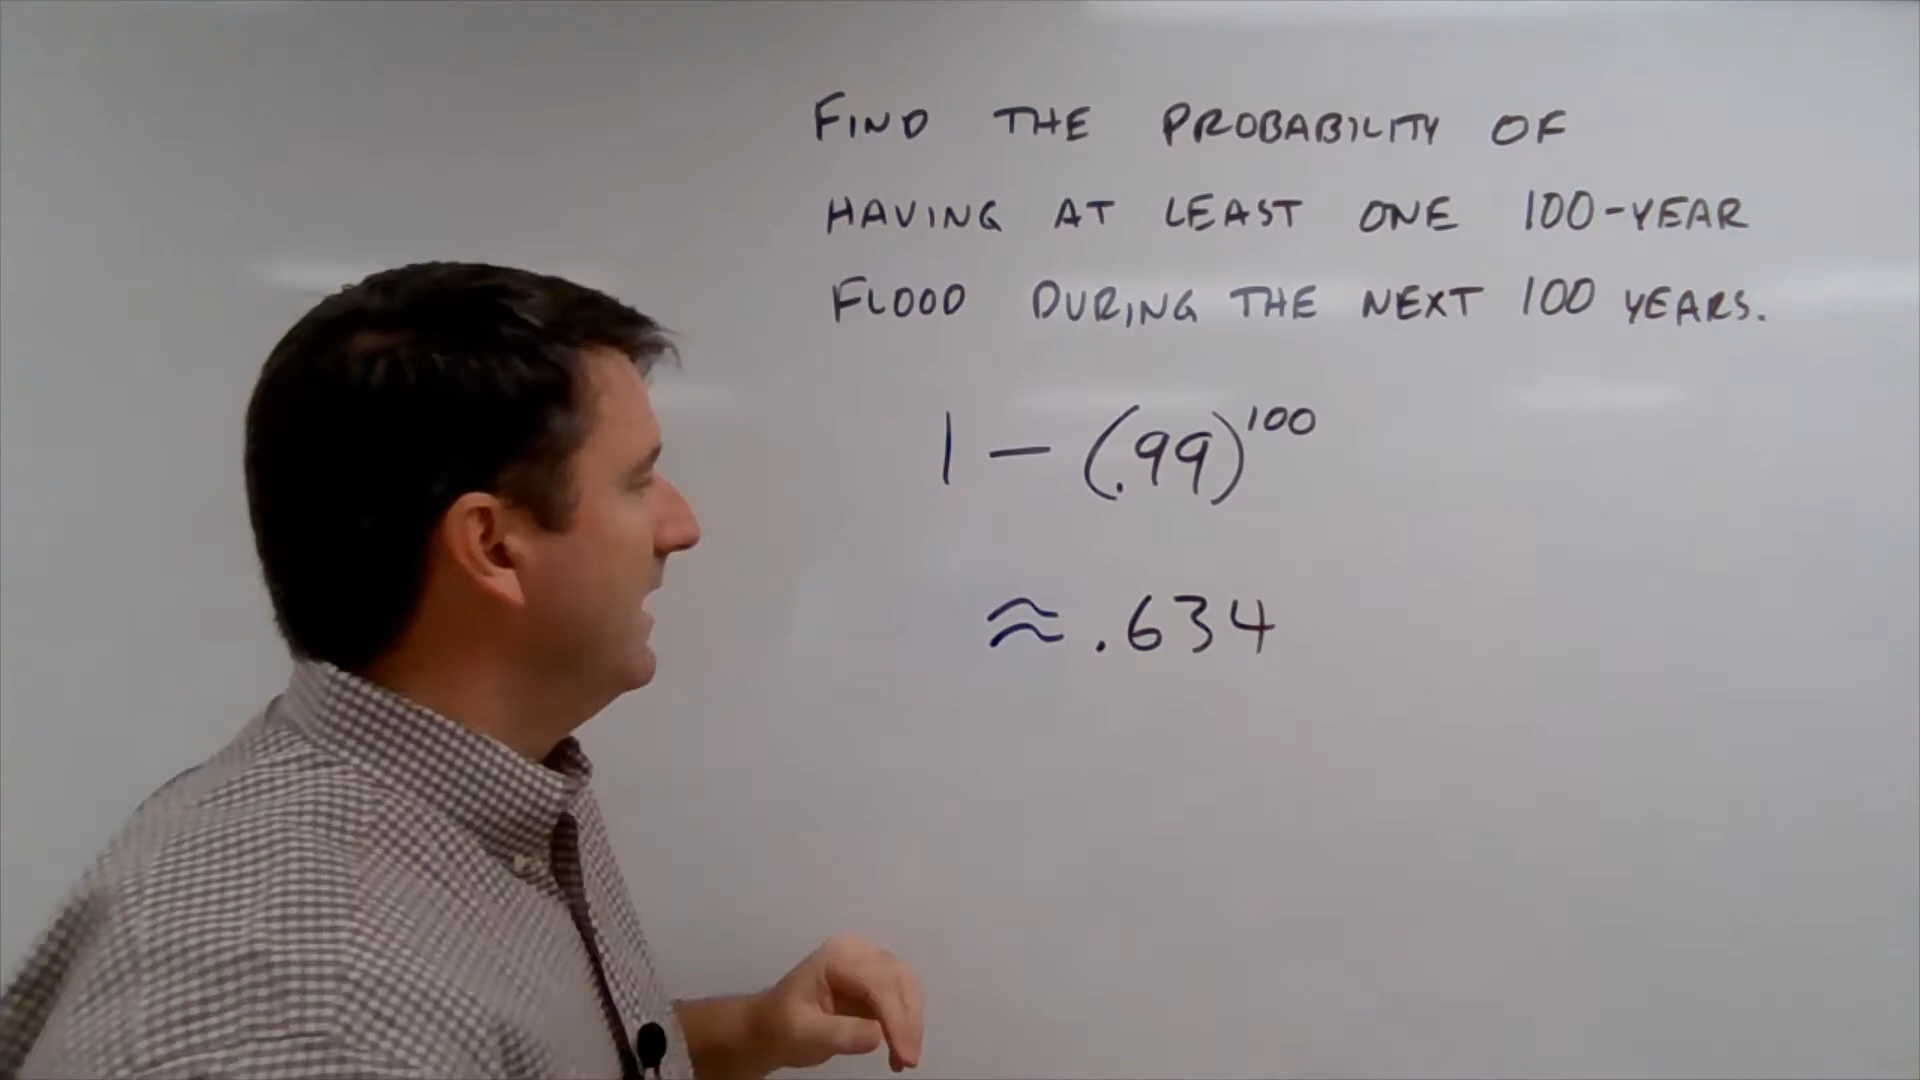 FIND THE PROBABILITY OF
HAVING AT LEAST ONE 100-YEAR
FLOOD DURING THE NEXT 100 YEARS.
1 - (.99)^100
≈ .634